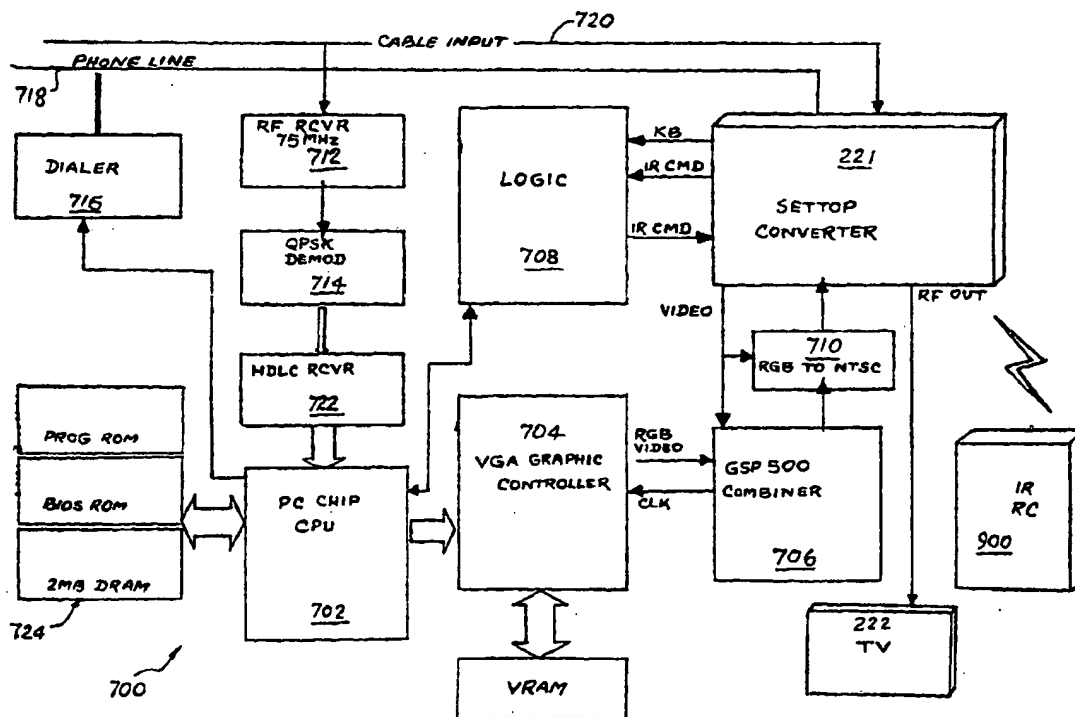 720
CABLE INPUT
PHONE LINE
718
RF RCVR
75 MHz
712
DIALER
716
QPSK
DEMOD
714
HDLC RCVR
722
LOGIC
708
KB
IR CMD
IR CMD
221
SETTOP
CONVERTER
VIDEO
RF OUT
710
RGB TO NTSC
PROG ROM
BIOS ROM
2MB DRAM
724
PC CHIP
CPU
702
704
VGA GRAPHIC
CONTROLLER
RGB
VIDEO
CLK
GSP 500
COMBINER
706
IR
RC
900
222
TV
700
VRAM